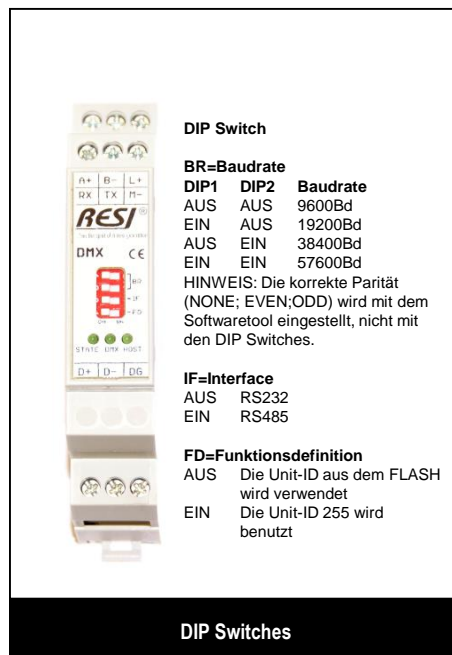 A+ B- L+
RX TX M-
RESI®
DMX CE
BR
IF
FD
STATE DMX HOST
D+ D- DG
DIP Switch
BR=Baudrate
DIP1 DIP2 Baudrate
AUS AUS 9600Bd
EIN AUS 19200Bd
AUS EIN 38400Bd
EIN EIN 57600Bd
HINWEIS: Die korrekte Parität
(NONE; EVEN;ODD) wird mit dem
Softwaretool eingestellt, nicht mit
den DIP Switches.
IF=Interface
AUS RS232
EIN RS485
FD=Funktionsdefinition
AUS Die Unit-ID aus dem FLASH
wird verwendet
EIN Die Unit-ID 255 wird
benutzt
DIP Switches